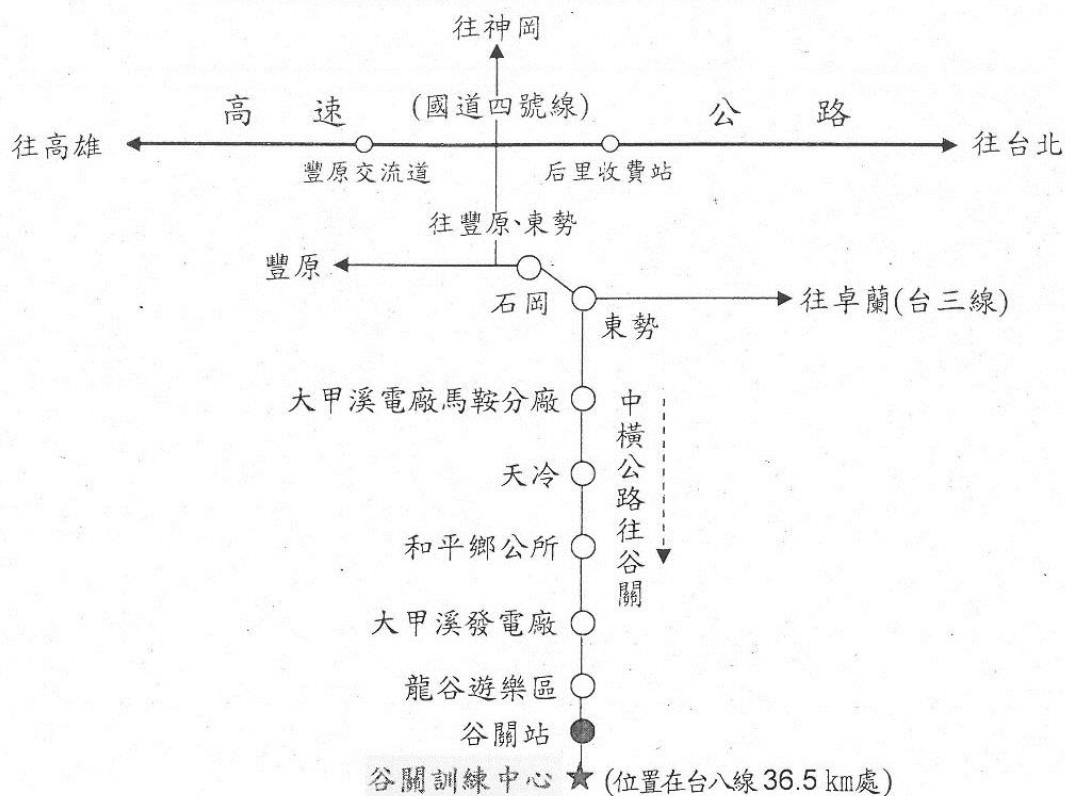 往神岡
高速 (國道四號線) 公路
往高雄
往台北
豐原交流道
后里收費站
往豐原、東勢
豐原
石岡
東勢
往卓蘭(台三線)
大甲溪電廠馬鞍分廠
中橫公路往谷關
天冷
和平鄉公所
大甲溪發電廠
龍谷遊樂區
谷關站
谷關訓練中心 ★ (位置在台八線 36.5 km處)